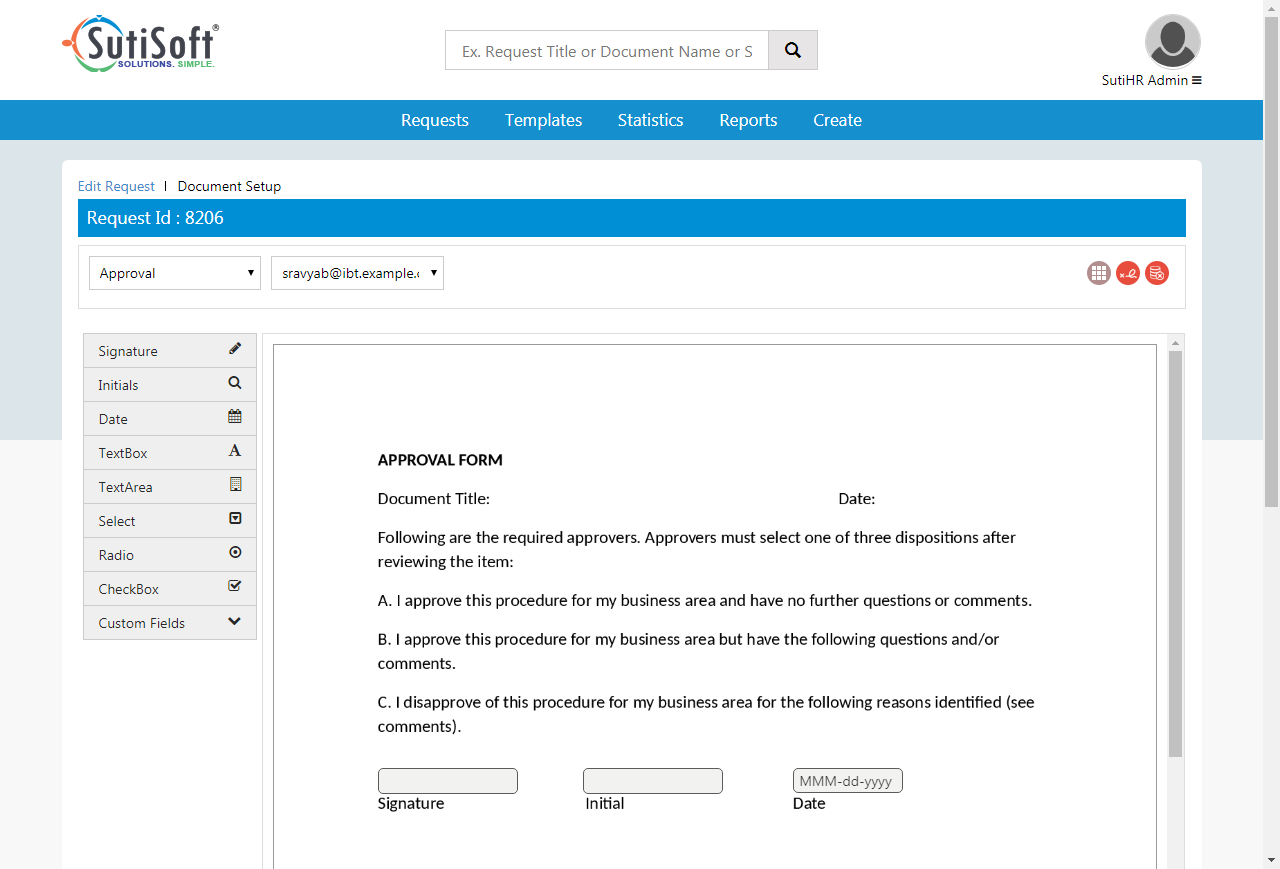 SutiSoft®
SOLUTIONS. SIMPLE.
Ex. Request Title or Document Name or S
SutiHR Admin
Requests Templates Statistics Reports Create
Edit Request | Document Setup
Request Id : 8206
Approval sravyab@ibt.example.
Signature
Initials
Date
TextBox
TextArea
Select
Radio
CheckBox
Custom Fields
APPROVAL FORM
Document Title: Date:
Following are the required approvers. Approvers must select one of three dispositions after
reviewing the item:
A. I approve this procedure for my business area and have no further questions or comments.
B. I approve this procedure for my business area but have the following questions and/or
comments.
C. I disapprove of this procedure for my business area for the following reasons identified (see
comments).
MMM-dd-yyyy
Signature Initial Date